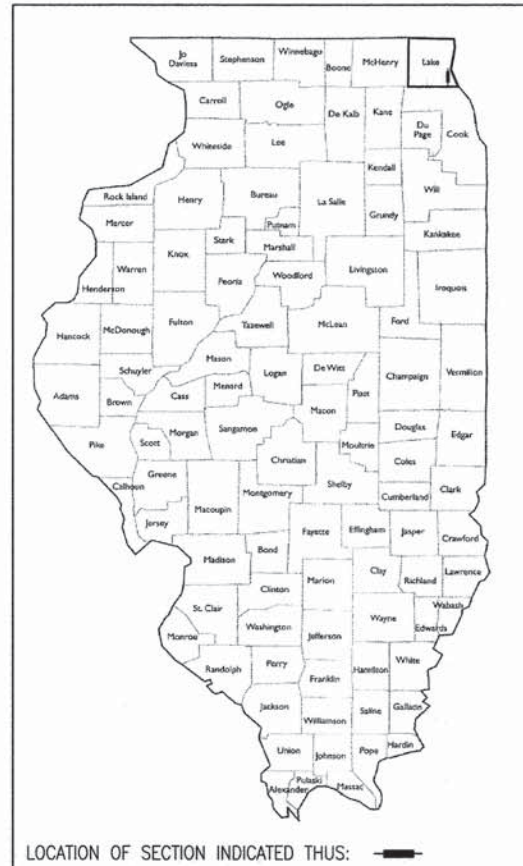 Jo
Daviess
Stephenson
Winnebago
Boone
McHenry
Lake
Carroll
Ogle
De Kalb
Kane
Du
Page
Cook
Whiteside
Lee
Kendall
Will
Rock Island
Henry
Bureau
La Salle
Grundy
Mercer
Putnam
Kankakee
Stark
Marshall
Knox
Livingston
Warren
Henderson
Peoria
Woodford
Iroquois
Fulton
Tazewell
McLean
Ford
Hancock
McDonough
Mason
Schuyler
Logan
De Witt
Champaign
Vermilion
Adams
Brown
Cass
Menard
Macon
Piatt
Douglas
Edgar
Pike
Scott
Morgan
Sangamon
Moultrie
Christian
Coles
Greene
Shelby
Calhoun
Macoupin
Montgomery
Cumberland
Clark
Jersey
Fayette
Effingham
Jasper
Crawford
Madison
Bond
Clay
Lawrence
Marion
Richland
Clinton
Wabash
St. Clair
Washington
Jefferson
Wayne
Edwards
Monroe
Randolph
Perry
Hamilton
White
Franklin
Jackson
Saline
Gallatin
Williamson
Union
Johnson
Pope
Hardin
Pulaski
Alexander
Massac
LOCATION OF SECTION INDICATED THUS: